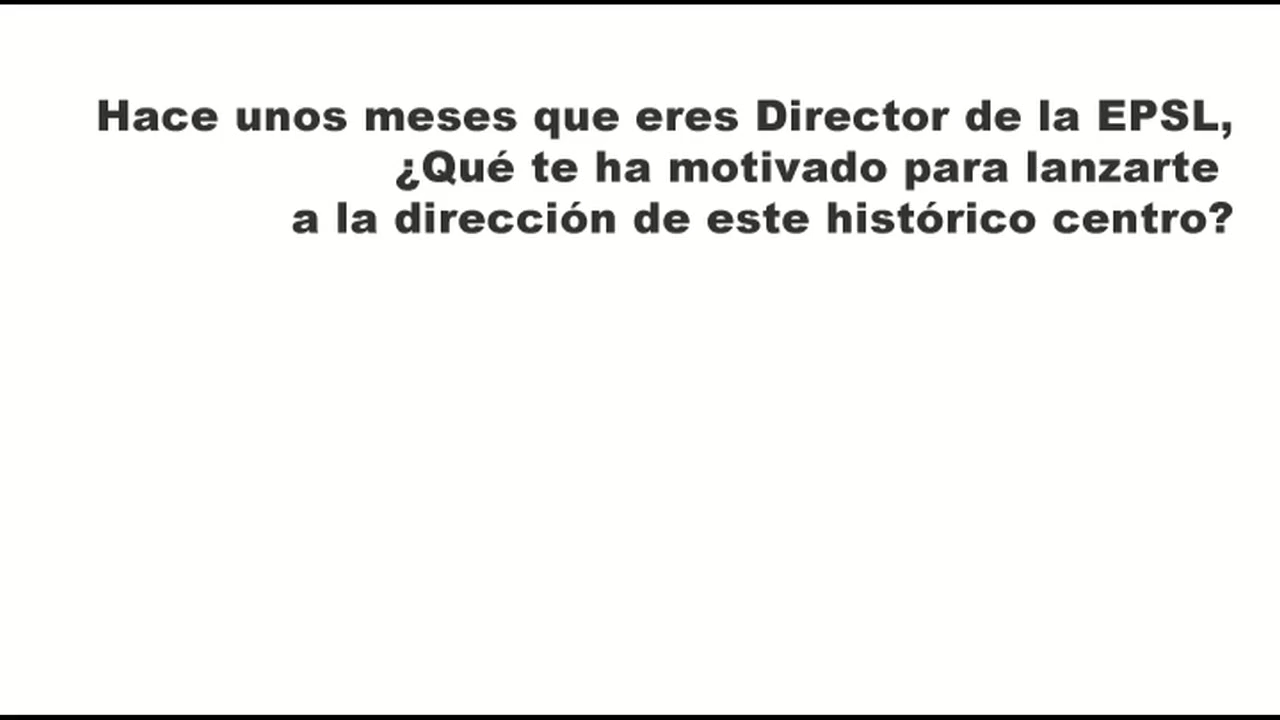 Hace unos meses que eres Director de la EPSL,
¿Qué te ha motivado para lanzarte
a la dirección de este histórico centro?